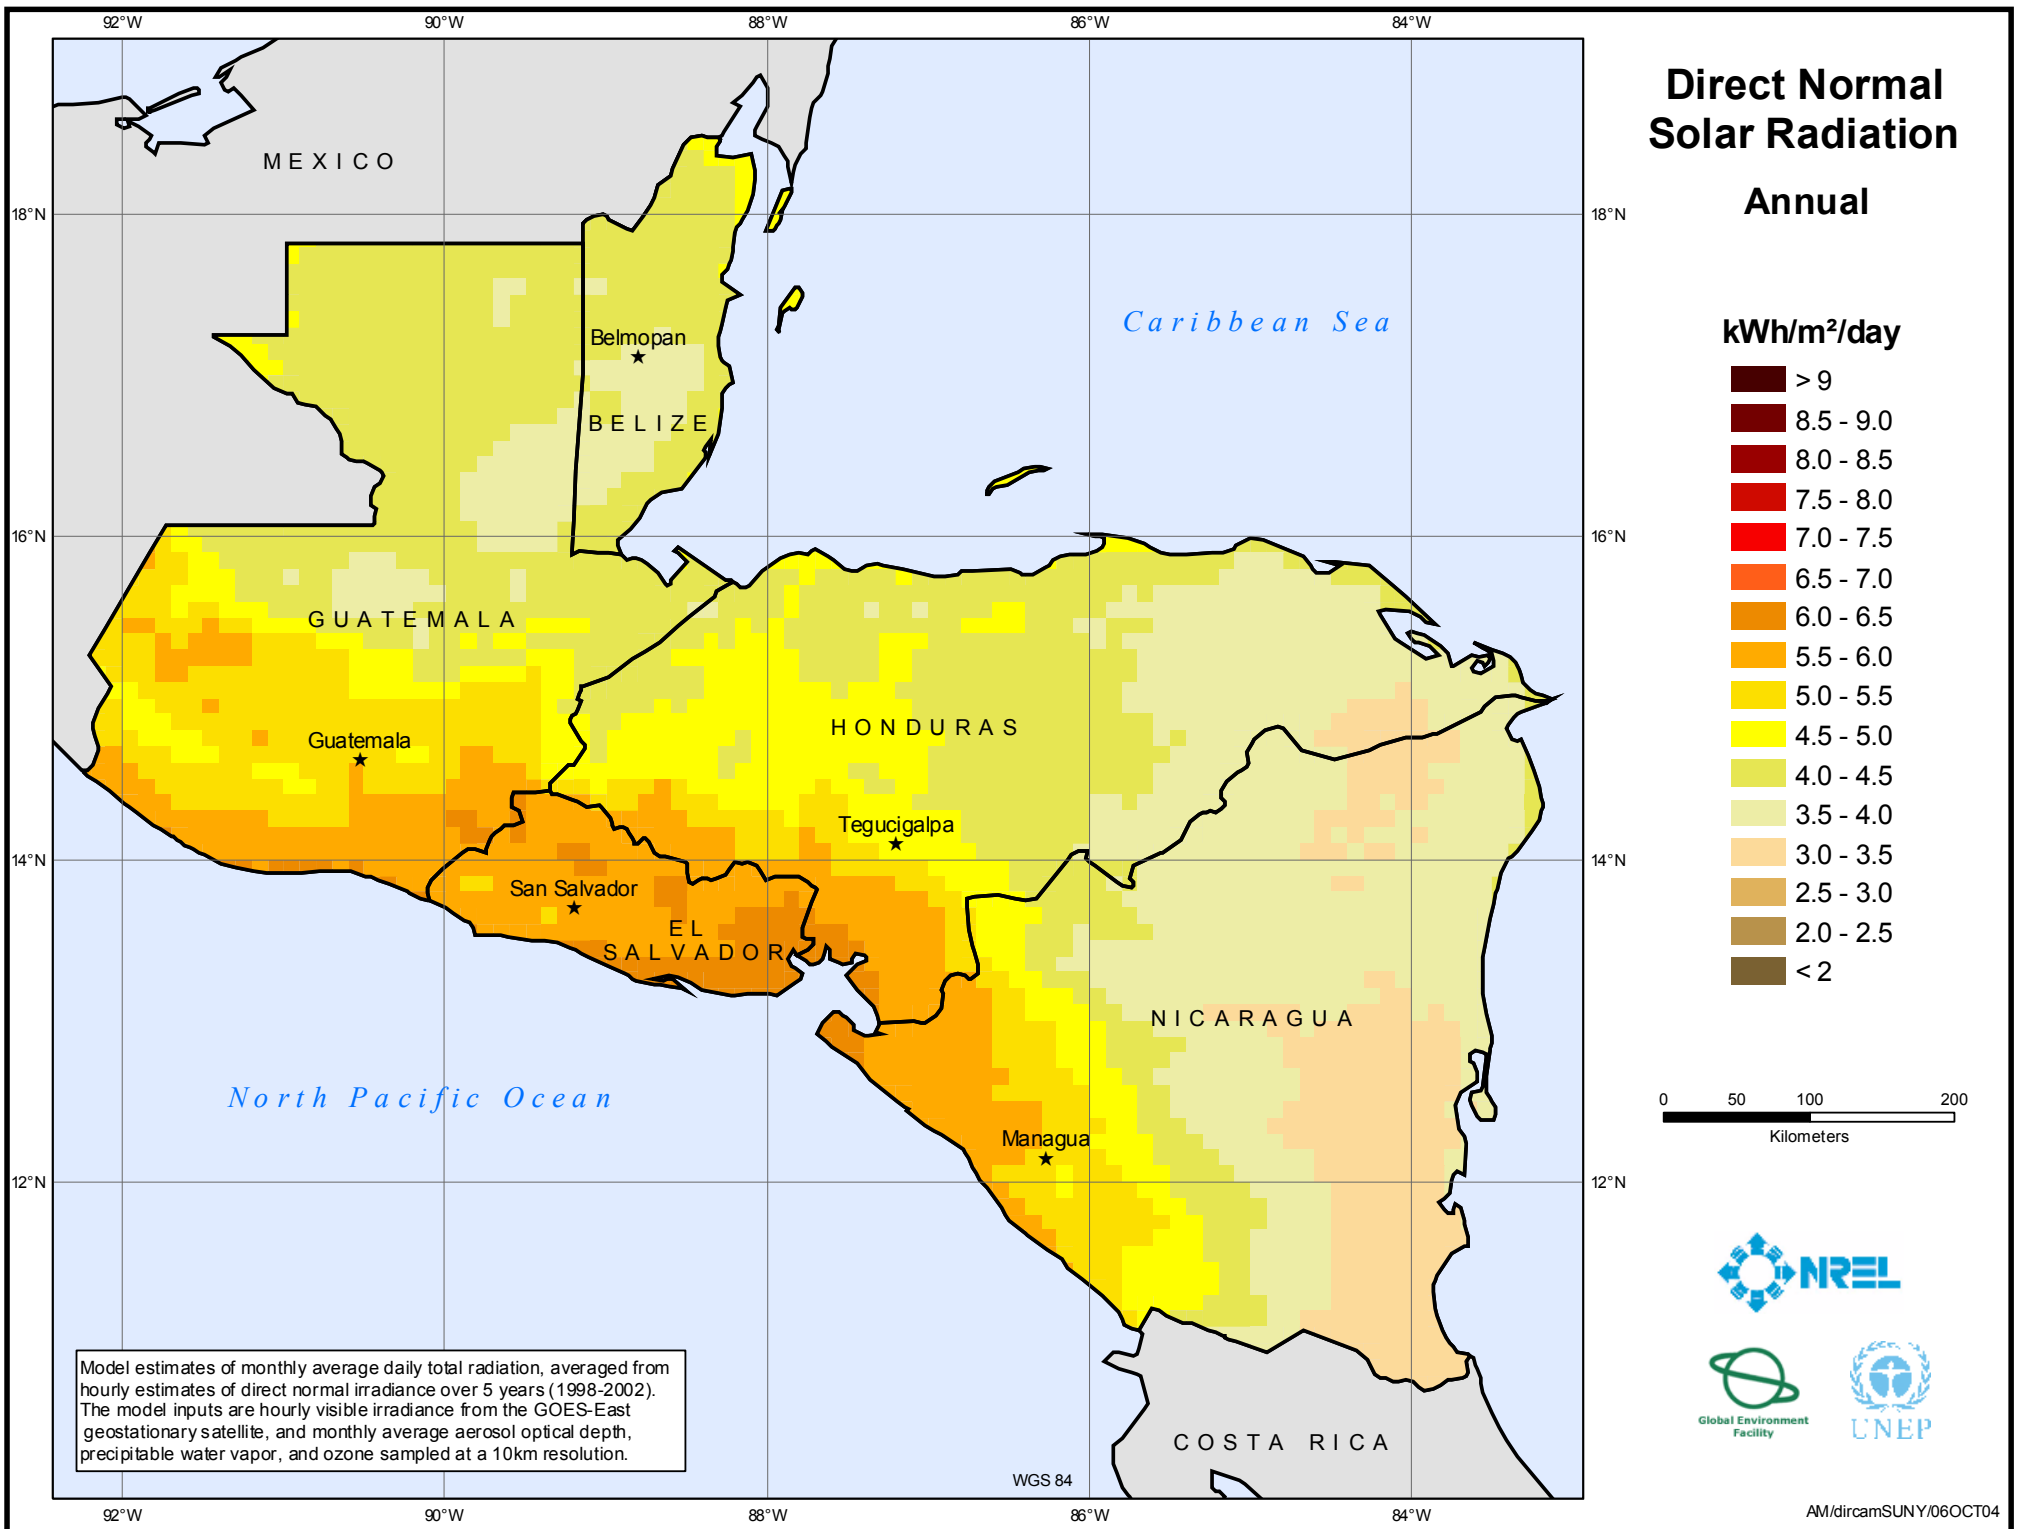 92°W 90°W 88°W 86°W 84°W
Direct Normal
Solar Radiation
Annual
MEXICO
18°N 18°N
Caribbean Sea
kWh/m²/day
> 9
8.5 - 9.0
8.0 - 8.5
7.5 - 8.0
7.0 - 7.5
6.5 - 7.0
6.0 - 6.5
5.5 - 6.0
5.0 - 5.5
4.5 - 5.0
4.0 - 4.5
3.5 - 4.0
3.0 - 3.5
2.5 - 3.0
2.0 - 2.5
< 2
Belmopan
BELIZE
16°N 16°N
GUATEMALA
HONDURAS
Guatemala
Tegucigalpa
14°N 14°N
San Salvador
EL
SALVADOR
NICARAGUA
North Pacific Ocean
0 50 100 200
Kilometers
Managua
12°N 12°N
NREL
Global Environment
Facility
UNEP
Model estimates of monthly average daily total radiation, averaged from
hourly estimates of direct normal irradiance over 5 years (1998-2002).
The model inputs are hourly visible irradiance from the GOES-East
geostationary satellite, and monthly average aerosol optical depth,
precipitable water vapor, and ozone sampled at a 10km resolution.
COSTA RICA
WGS 84
92°W 90°W 88°W 86°W 84°W
AM/dircamSUNY/06OCT04